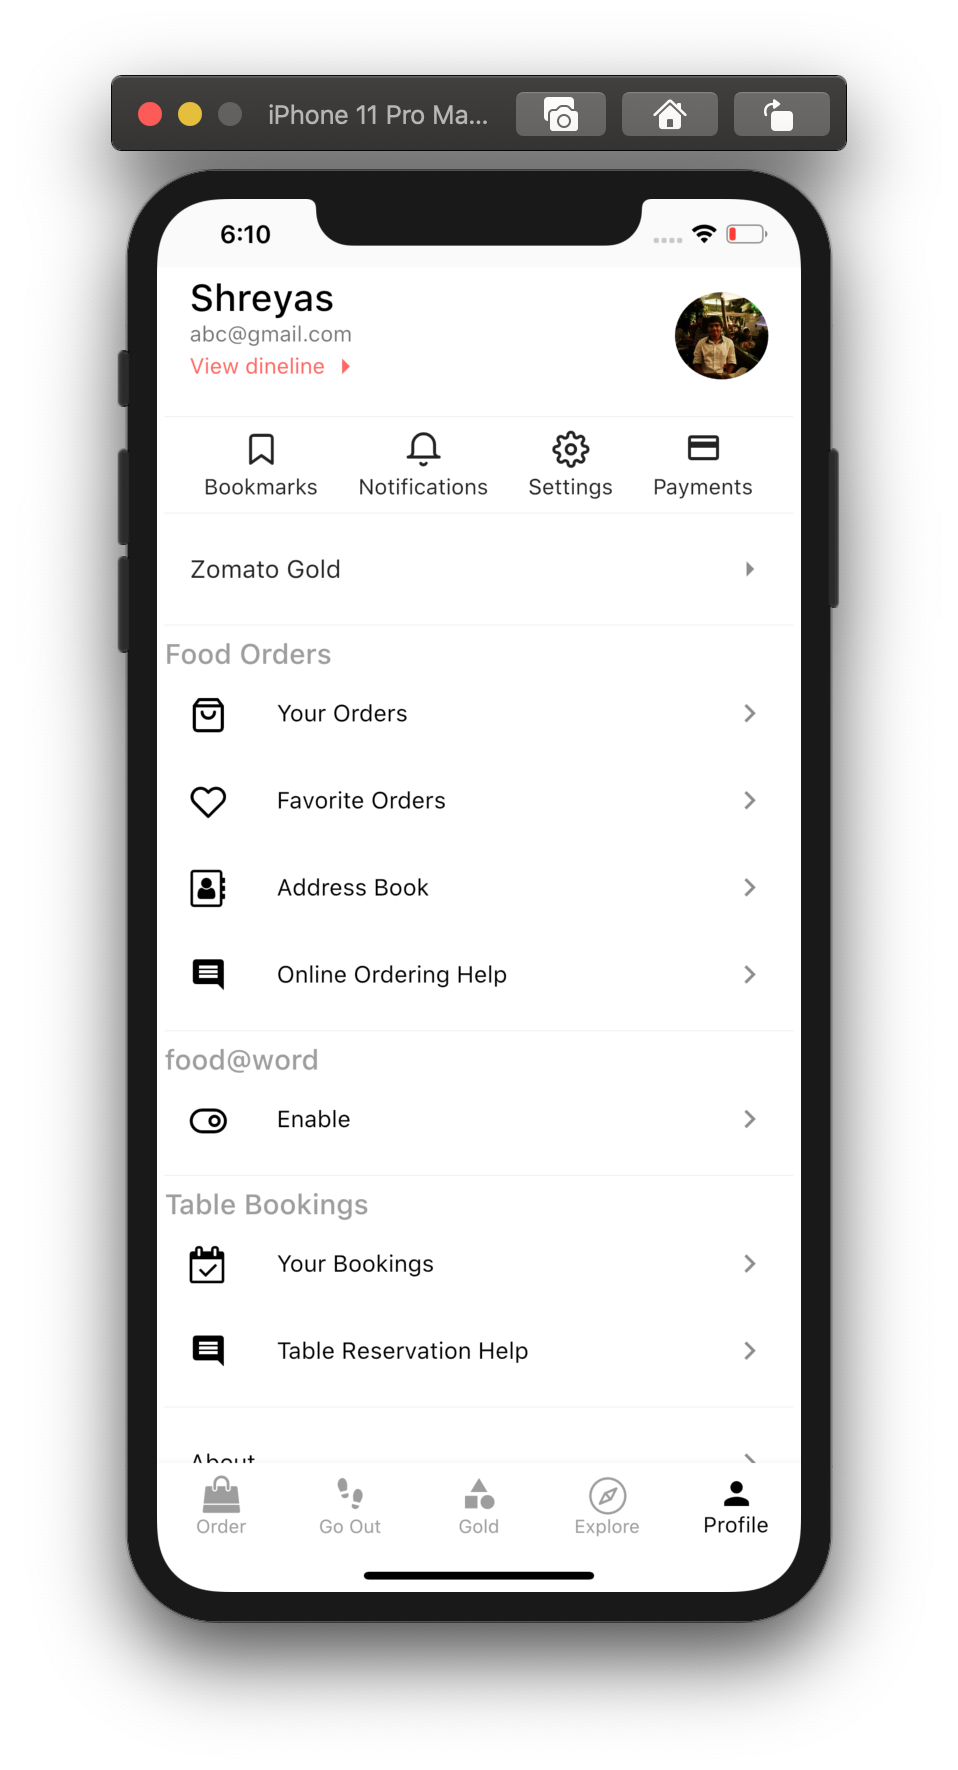 iPhone 11 Pro Ma...
6:10
Shreyas
abc@gmail.com
View dineline
Bookmarks Notifications Settings Payments
Zomato Gold
Food Orders
Your Orders
Favorite Orders
Address Book
Online Ordering Help
food@word
Enable
Table Bookings
Your Bookings
Table Reservation Help
About
Order Go Out Gold Explore Profile